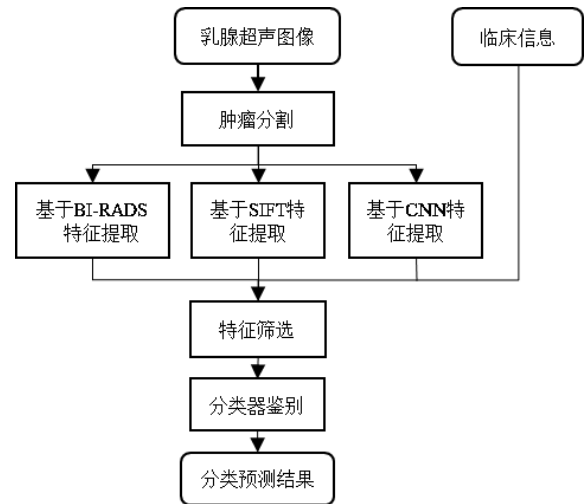 乳腺超声图像
临床信息
肿瘤分割
基于BI-RADS
特征提取
基于SIFT特
征提取
基于CNN特
征提取
特征筛选
分类器鉴别
分类预测结果